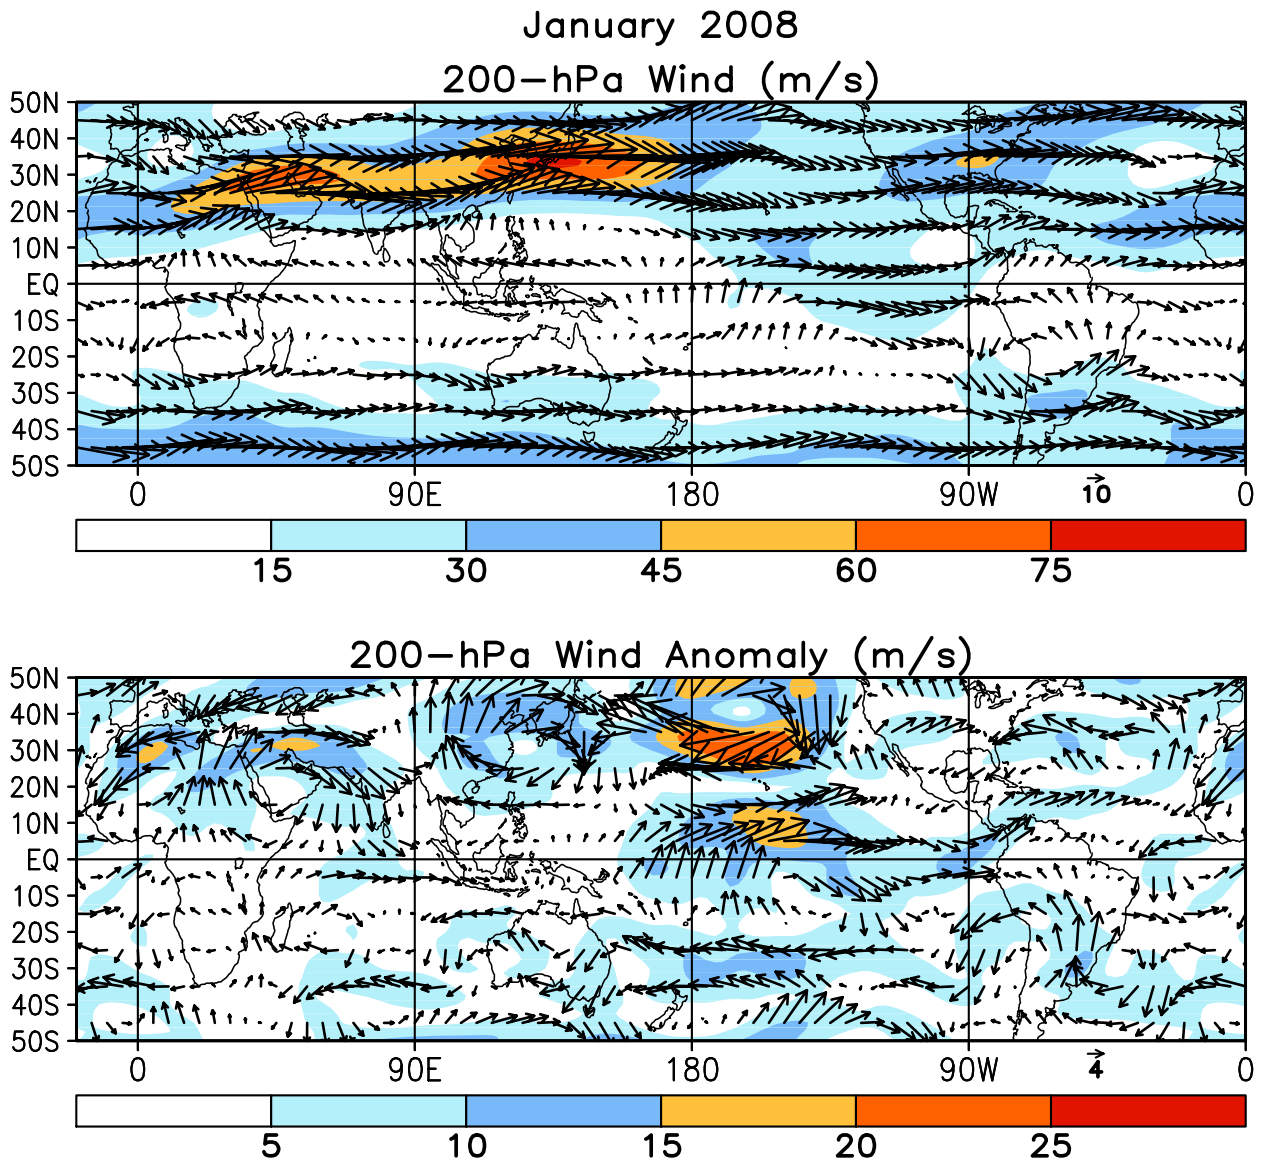 January 2008
200-hPa Wind (m/s)
50N
40N
30N
20N
10N
EQ
10S
20S
30S
40S
50S
0 90E 180 90W 10 0
15 30 45 60 75
200-hPa Wind Anomaly (m/s)
50N
40N
30N
20N
10N
EQ
10S
20S
30S
40S
50S
0 90E 180 90W 4 0
5 10 15 20 25